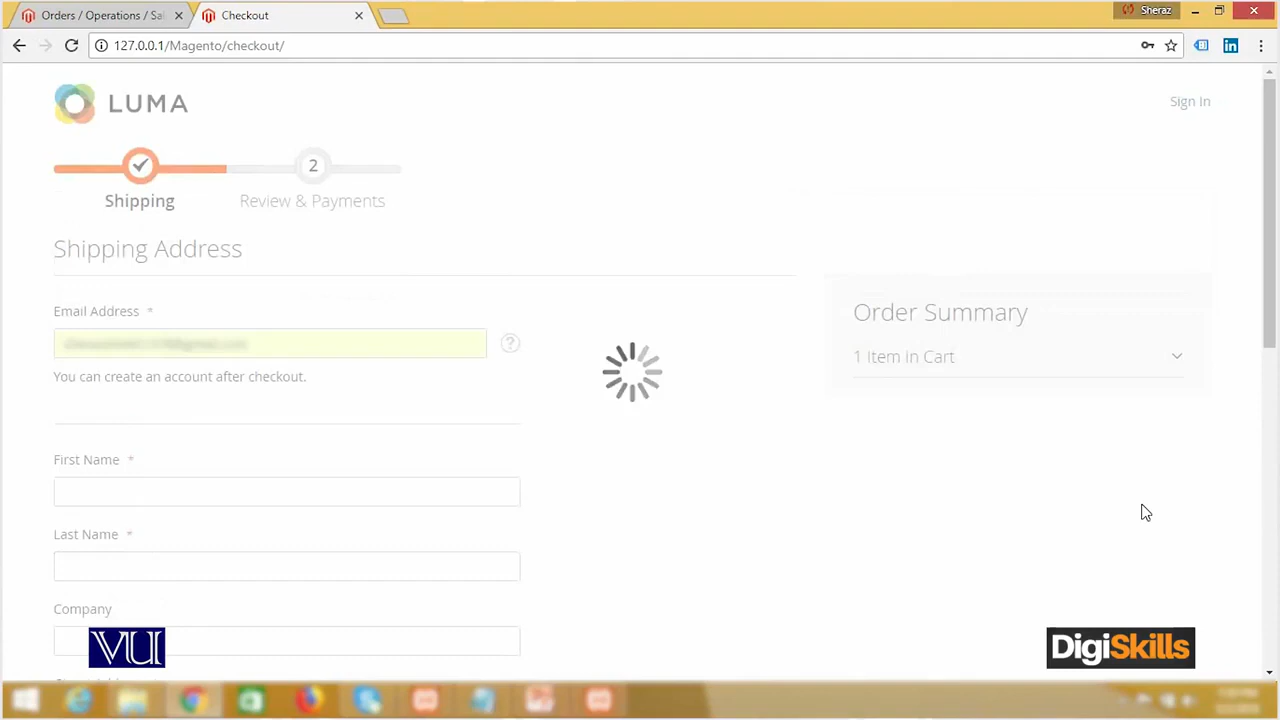 Orders / Operations / Sal
Checkout
Sheraz
127.0.0.1/Magento/checkout/
LUMA
Sign In
2
Shipping
Review & Payments
Shipping Address
Email Address *
?
You can create an account after checkout.
Order Summary
1 Item in Cart
First Name *
Last Name *
Company
VU
DigiSkills